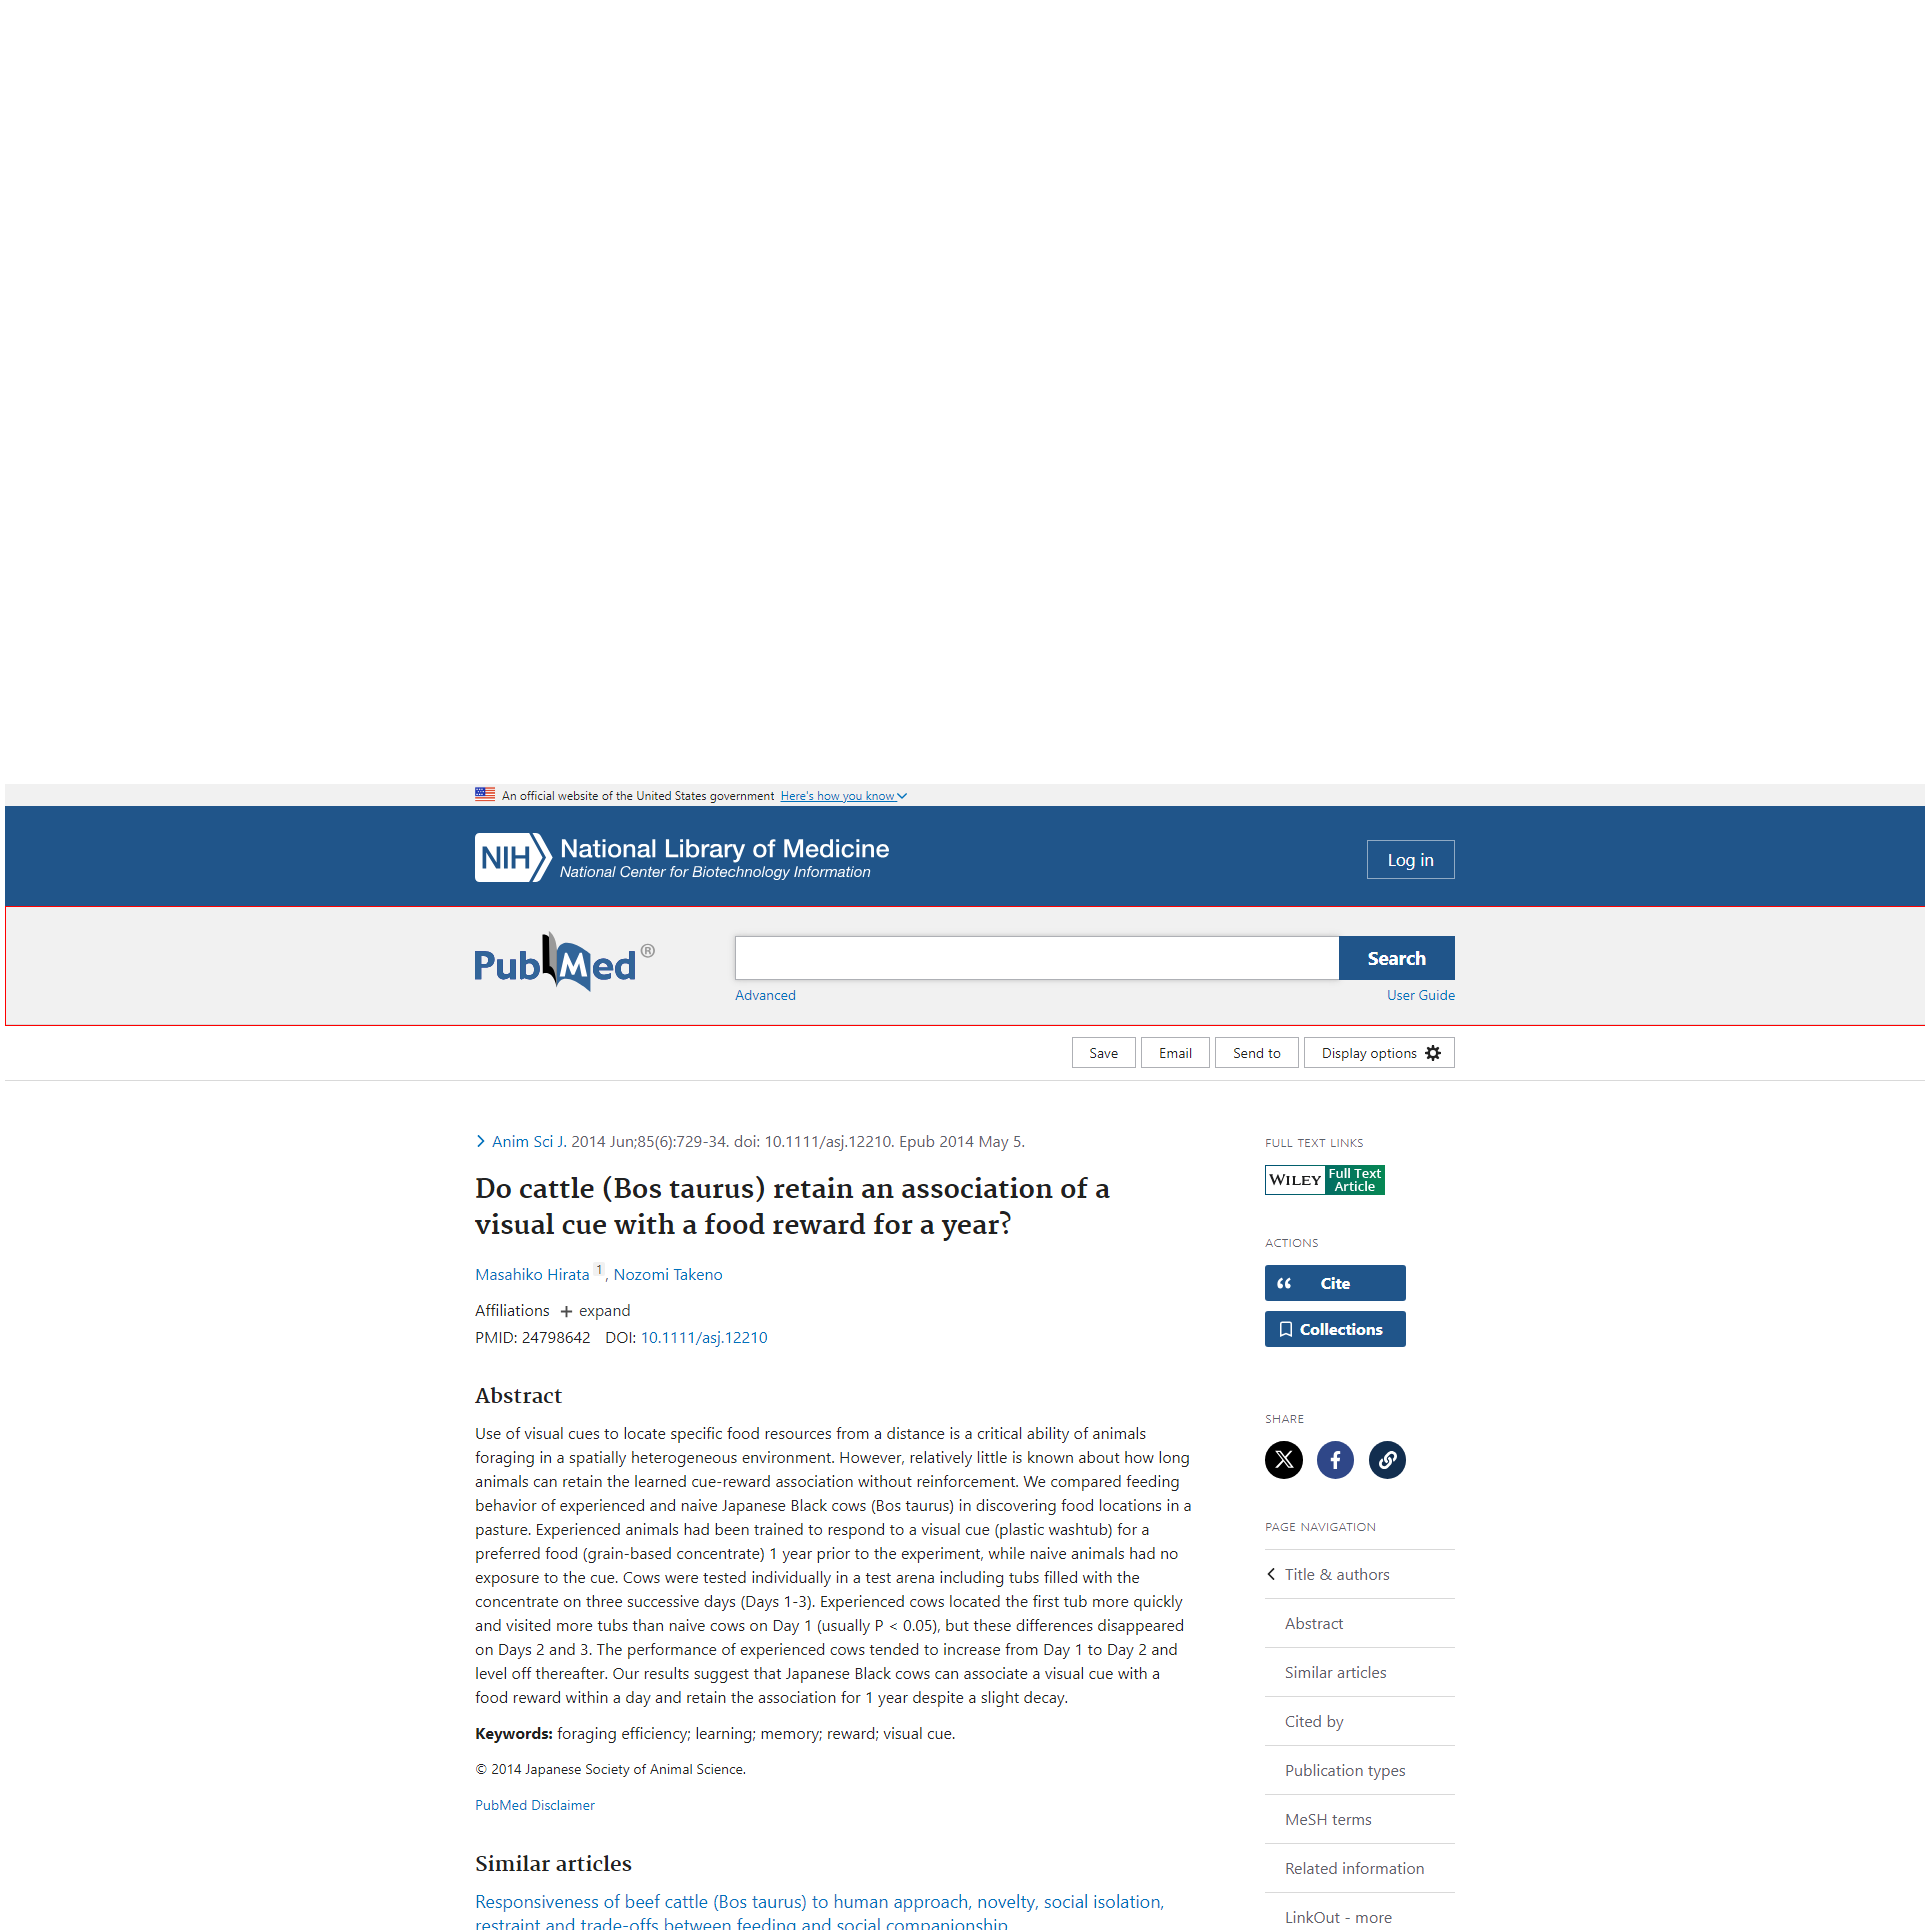 An official website of the United States government Here's how you know
NIH National Library of Medicine
National Center for Biotechnology Information
Log in
PubMed®
Search
Advanced
User Guide
Save
Email
Send to
Display options
Anim Sci J. 2014 Jun;85(6):729-34. doi: 10.1111/asj.12210. Epub 2014 May 5.
Do cattle (Bos taurus) retain an association of a
visual cue with a food reward for a year?
Masahiko Hirata 1, Nozomi Takeno
Affiliations + expand
PMID: 24798642 DOI: 10.1111/asj.12210
Abstract
Use of visual cues to locate specific food resources from a distance is a critical ability of animals
foraging in a spatially heterogeneous environment. However, relatively little is known about how long
animals can retain the learned cue-reward association without reinforcement. We compared feeding
behavior of experienced and naive Japanese Black cows (Bos taurus) in discovering food locations in a
pasture. Experienced animals had been trained to respond to a visual cue (plastic washtub) for a
preferred food (grain-based concentrate) 1 year prior to the experiment, while naive animals had no
exposure to the cue. Cows were tested individually in a test arena including tubs filled with the
concentrate on three successive days (Days 1-3). Experienced cows located the first tub more quickly
and visited more tubs than naive cows on Day 1 (usually P < 0.05), but these differences disappeared
on Days 2 and 3. The performance of experienced cows tended to increase from Day 1 to Day 2 and
level off thereafter. Our results suggest that Japanese Black cows can associate a visual cue with a
food reward within a day and retain the association for 1 year despite a slight decay.
Keywords: foraging efficiency; learning; memory; reward; visual cue.
© 2014 Japanese Society of Animal Science.
PubMed Disclaimer
Similar articles
Responsiveness of beef cattle (Bos taurus) to human approach, novelty, social isolation,
restraint and trade-offs between feeding and social companionship
FULL TEXT LINKS
WILEY Full Text
Article
ACTIONS
Cite
Collections
SHARE
PAGE NAVIGATION
Title & authors
Abstract
Similar articles
Cited by
Publication types
MeSH terms
Related information
LinkOut - more